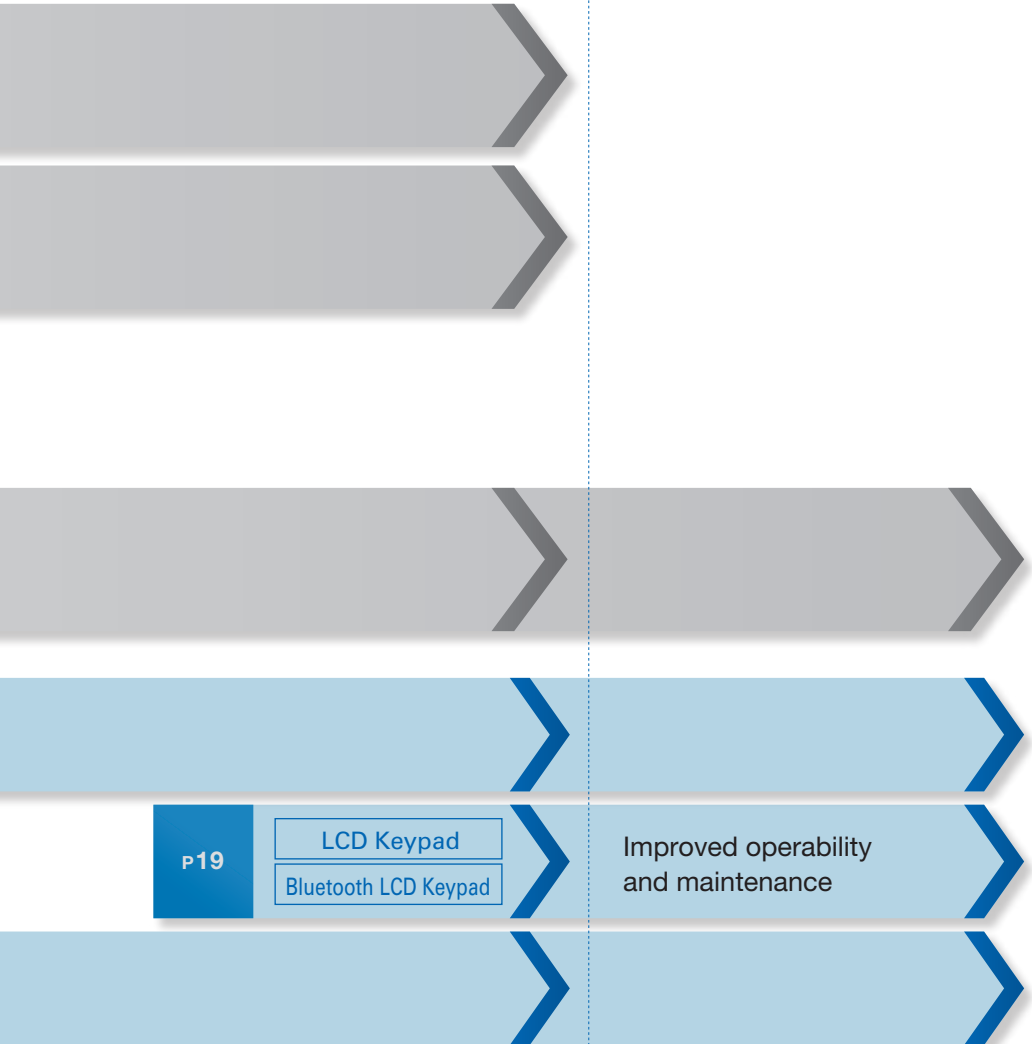 P19
LCD Keypad
Bluetooth LCD Keypad
Improved operability
and maintenance